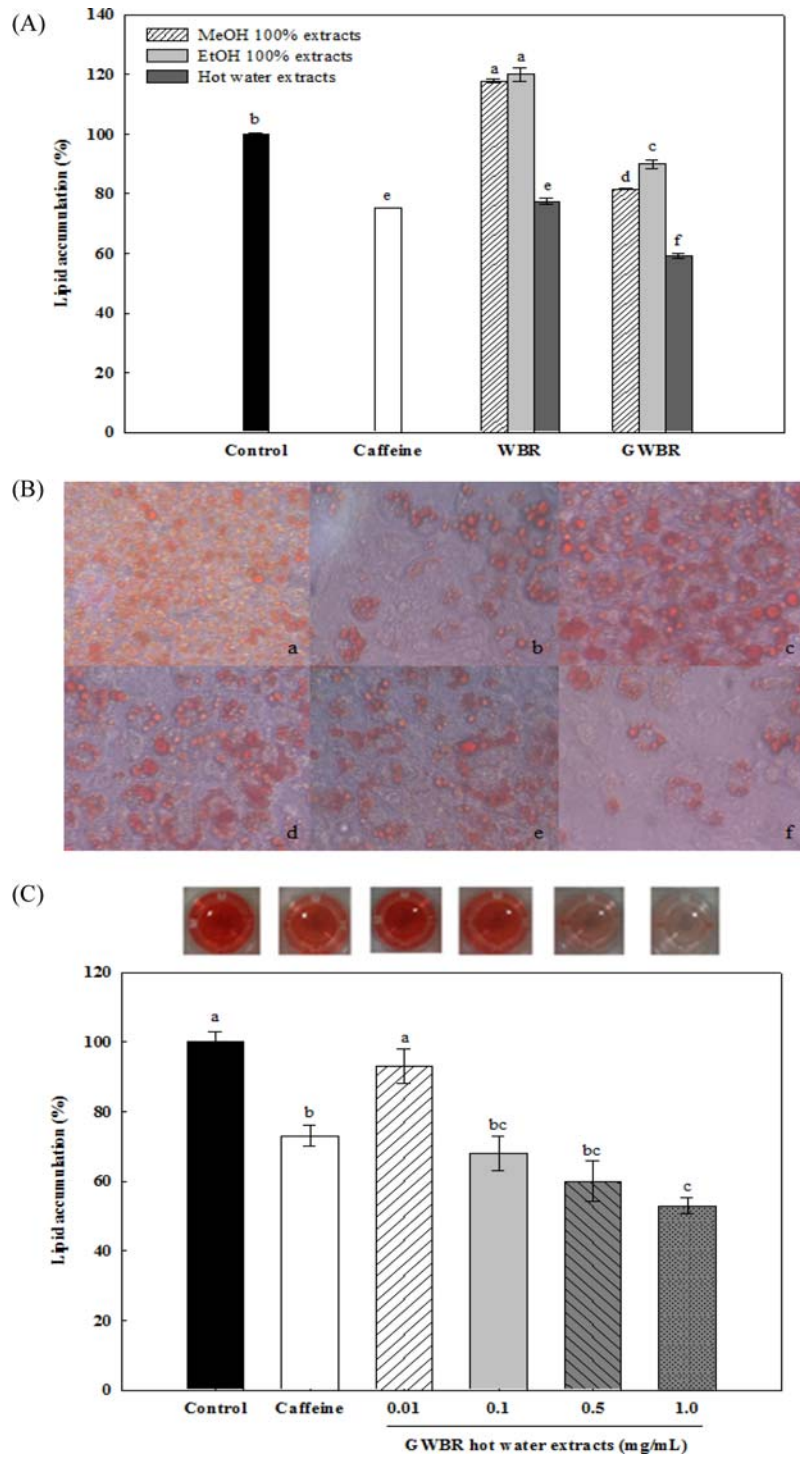 (A)
140
120
100
80
60
40
20
0
Lipid accumulation (%)
MeOH 100% extracts
EtOH 100% extracts
Hot water extracts
b
e
a
a
e
d
c
f
Control Caffeine WBR GWBR
(B)
a b c
d e f
(C)
120
100
80
60
40
20
0
Lipid accumulation (%)
a
b
a
bc
bc
c
Control Caffeine 0.01 0.1 0.5 1.0
GWBR hot water extracts (mg/mL)